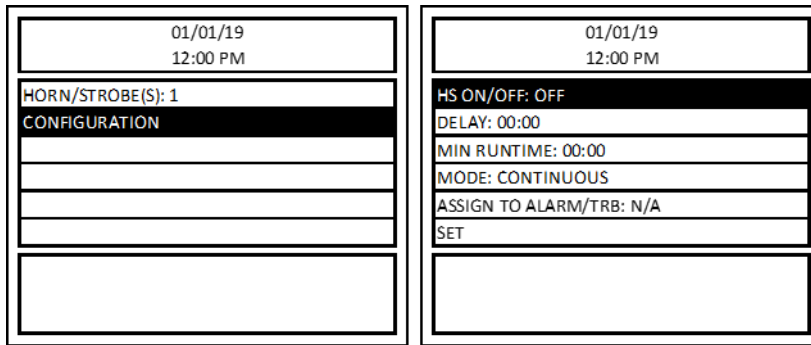 01/01/19
12:00 PM
HORN/STROBE(S): 1
CONFIGURATION
01/01/19
12:00 PM
HS ON/OFF: OFF
DELAY: 00:00
MIN RUNTIME: 00:00
MODE: CONTINUOUS
ASSIGN TO ALARM/TRB: N/A
SET